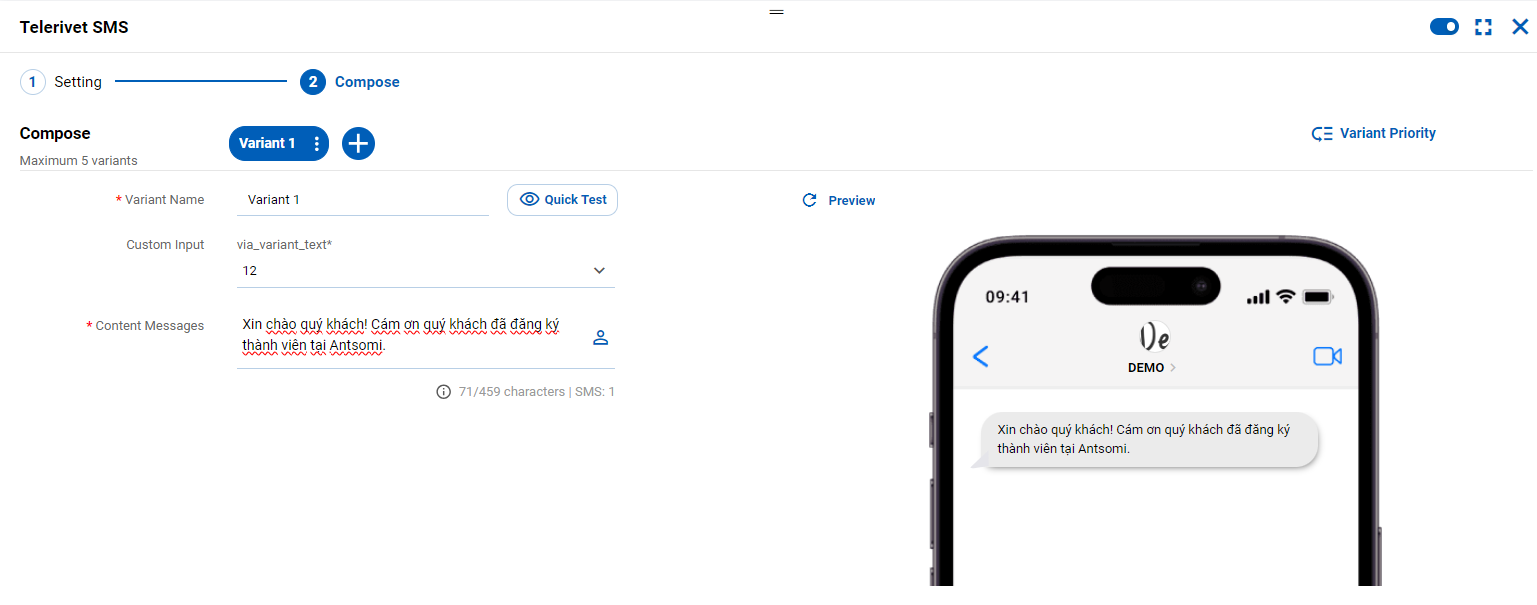 Telerivet SMS
1 Setting 2 Compose
Compose
Maximum 5 variants
Variant 1
Variant Priority
* Variant Name
Variant 1
Quick Test
Custom Input
via_variant_text*
12
* Content Messages
Xin chào quý khách! Cám ơn quý khách đã đăng ký
thành viên tại Antsomi.
71/459 characters | SMS: 1
Preview
09:41
De
DEMO
Xin chào quý khách! Cám ơn quý khách đã đăng ký
thành viên tại Antsomi.